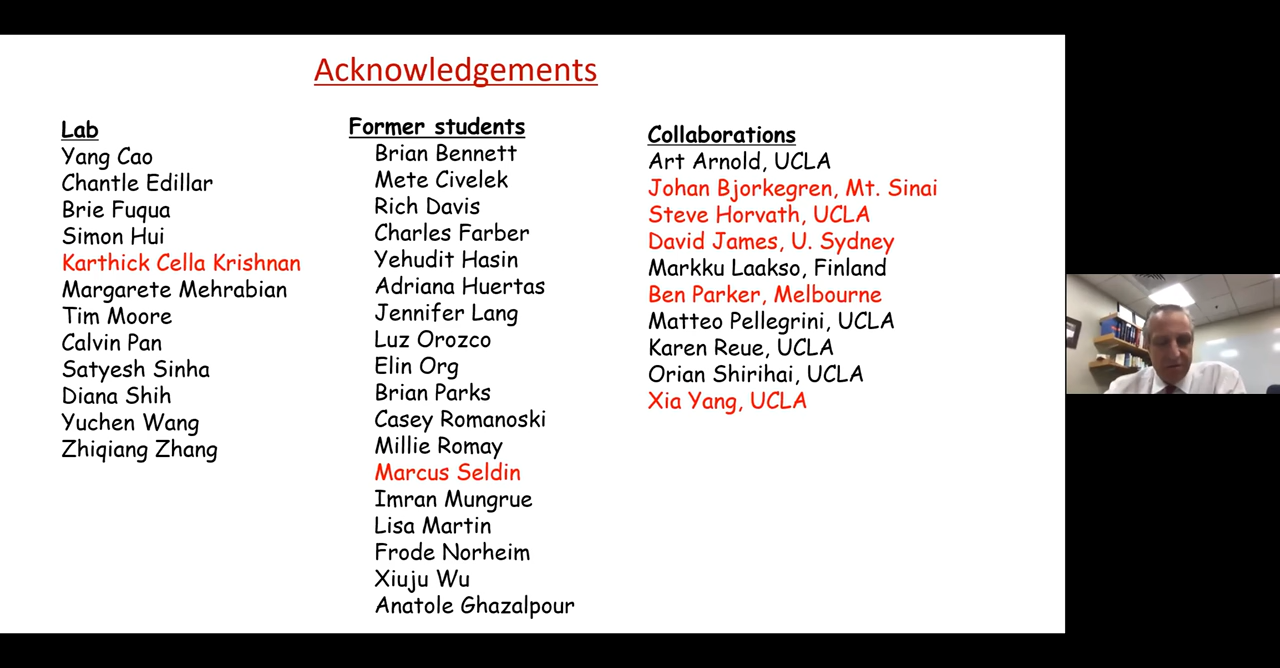 Acknowledgements
Lab
Yang Cao
Chantle Edillar
Brie Fuqua
Simon Hui
Karthick Cella Krishnan
Margarete Mehrabian
Tim Moore
Calvin Pan
Satyesh Sinha
Diana Shih
Yuchen Wang
Zhiqiang Zhang
Former students
Brian Bennett
Mete Civelek
Rich Davis
Charles Farber
Yehudit Hasin
Adriana Huertas
Jennifer Lang
Luz Orozco
Elin Org
Brian Parks
Casey Romanoski
Millie Romay
Marcus Seldin
Imran Mungrue
Lisa Martin
Frode Norheim
Xiuju Wu
Anatole Ghazalpour
Collaborations
Art Arnold, UCLA
Johan Bjorkegren, Mt. Sinai
Steve Horvath, UCLA
David James, U. Sydney
Markku Laakso, Finland
Ben Parker, Melbourne
Matteo Pellegrini, UCLA
Karen Reue, UCLA
Orian Shirihai, UCLA
Xia Yang, UCLA